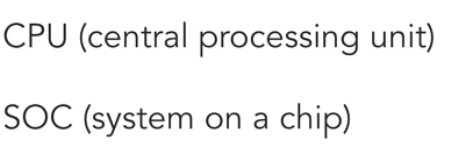 CPU (central processing unit)
SOC (system on a chip)